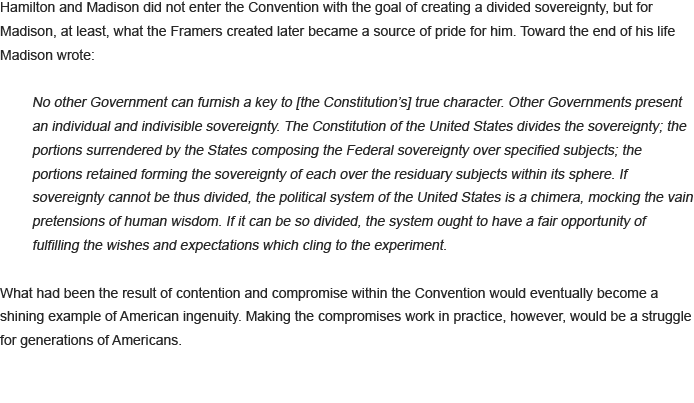 Hamilton and Madison did not enter the Convention with the goal of creating a divided sovereignty, but for
Madison, at least, what the Framers created later became a source of pride for him. Toward the end of his life
Madison wrote:
No other Government can furnish a key to [the Constitution’s] true character. Other Governments present
an individual and indivisible sovereignty. The Constitution of the United States divides the sovereignty; the
portions surrendered by the States composing the Federal sovereignty over specified subjects; the
portions retained forming the sovereignty of each over the residuary subjects within its sphere. If
sovereignty cannot be thus divided, the political system of the United States is a chimera, mocking the vain
pretensions of human wisdom. If it can be so divided, the system ought to have a fair opportunity of
fulfilling the wishes and expectations which cling to the experiment.
What had been the result of contention and compromise within the Convention would eventually become a
shining example of American ingenuity. Making the compromises work in practice, however, would be a struggle
for generations of Americans.